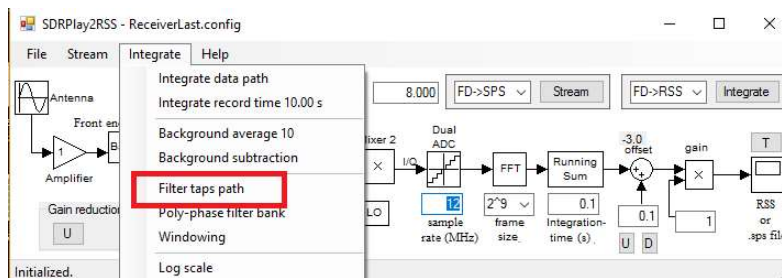 SDRPlay2RSS - ReceiverLast.config
File Stream Integrate Help
Integrate data path
Integrate record time 10.00 s
Background average 10
Background subtraction
Filter taps path
Poly-phase filter bank
Windowing
Log scale
8.000 FD->SPS Stream FD->RSS Integrate
Antenna
Front en
1
Amplifier
Gain reduction
U
ixer 2
×
LO
I/Q
Dual
ADC
12
sample
rate (MHz)
FFT
2^9
frame
size
Running
Sum
0.1
Integration-
time (s)
-3.0
offset
0.1
U D
gain
×
1
T
RSS
or
.sps fil
Initialized.